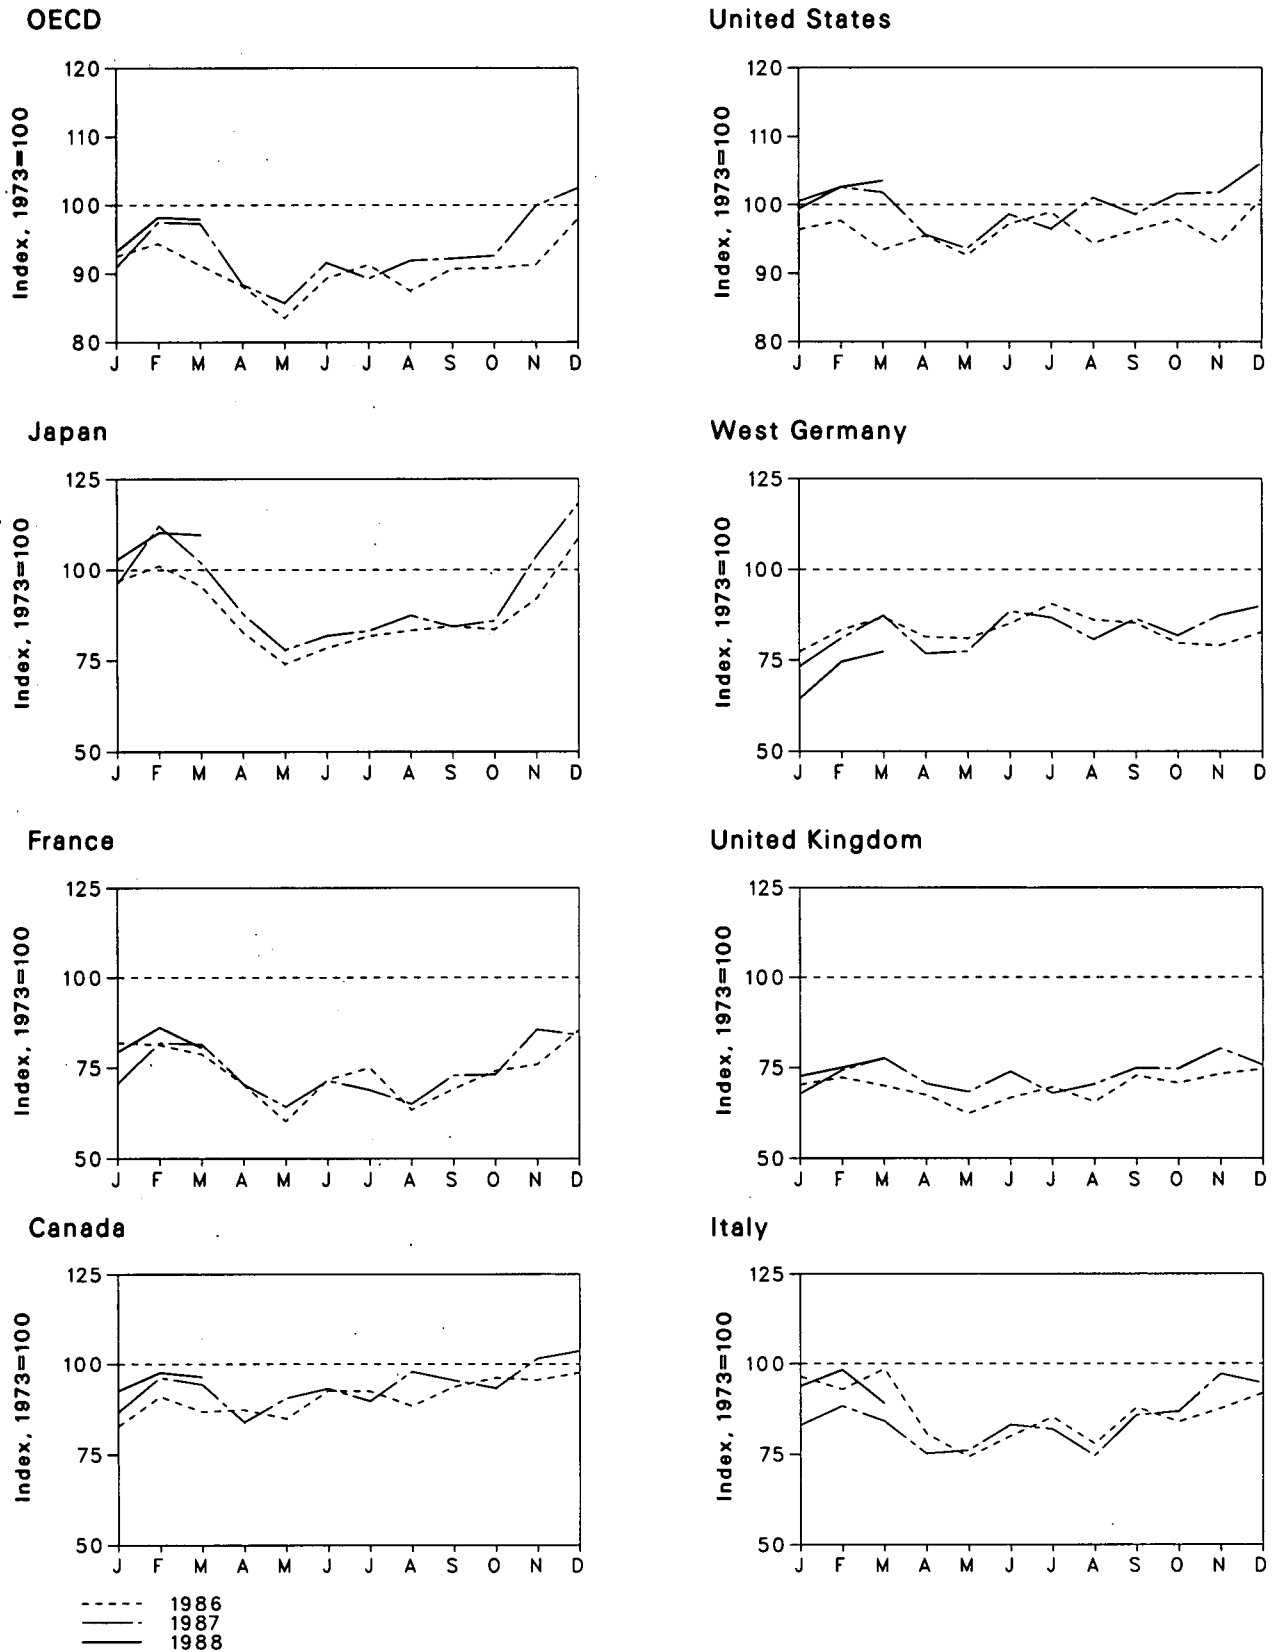 OECD
Index, 1973=100
120
110
100
90
80
J F M A M J J A S O N D
United States
Index, 1973=100
120
110
100
90
80
J F M A M J J A S O N D
Japan
Index, 1973=100
125
100
75
50
J F M A M J J A S O N D
West Germany
Index, 1973=100
125
100
75
50
J F M A M J J A S O N D
France
Index, 1973=100
125
100
75
50
J F M A M J J A S O N D
United Kingdom
Index, 1973=100
125
100
75
50
J F M A M J J A S O N D
Canada
Index, 1973=100
125
100
75
50
J F M A M J J A S O N D
Italy
Index, 1973=100
125
100
75
50
J F M A M J J A S O N D
1986
1987
1988